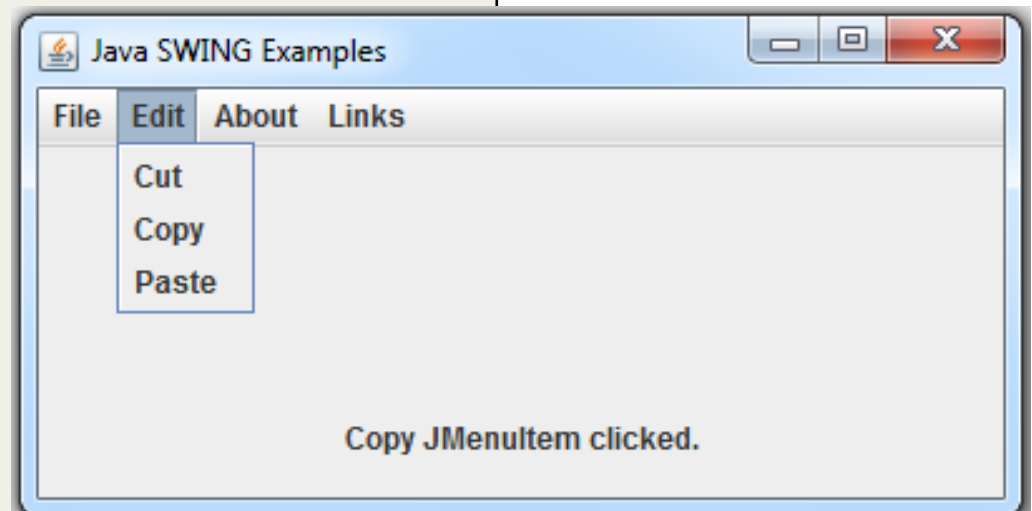 Java SWING Examples
File Edit About Links
Cut
Copy
Paste
Copy JMenuItem clicked.